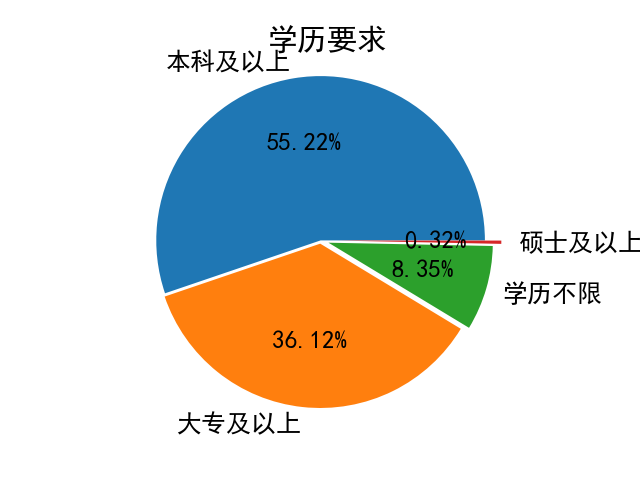 学历要求
本科及以上
55.22%
0.32%
硕士及以上
8.35%
学历不限
36.12%
大专及以上